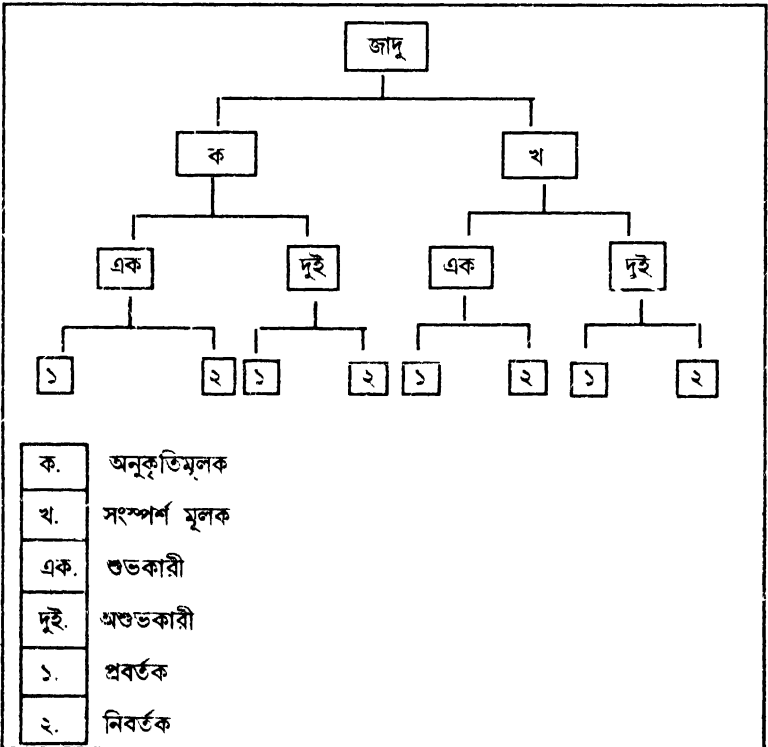 জাদু
ক খ
এক দুই এক দুই
১ ২ ১ ২ ১ ২ ১ ২
ক. অনুকৃতিমূলক
খ. সংস্পর্শ মূলক
এক. শুভকারী
দুই. অশুভকারী
১. প্রবর্তক
২. নিবর্তক